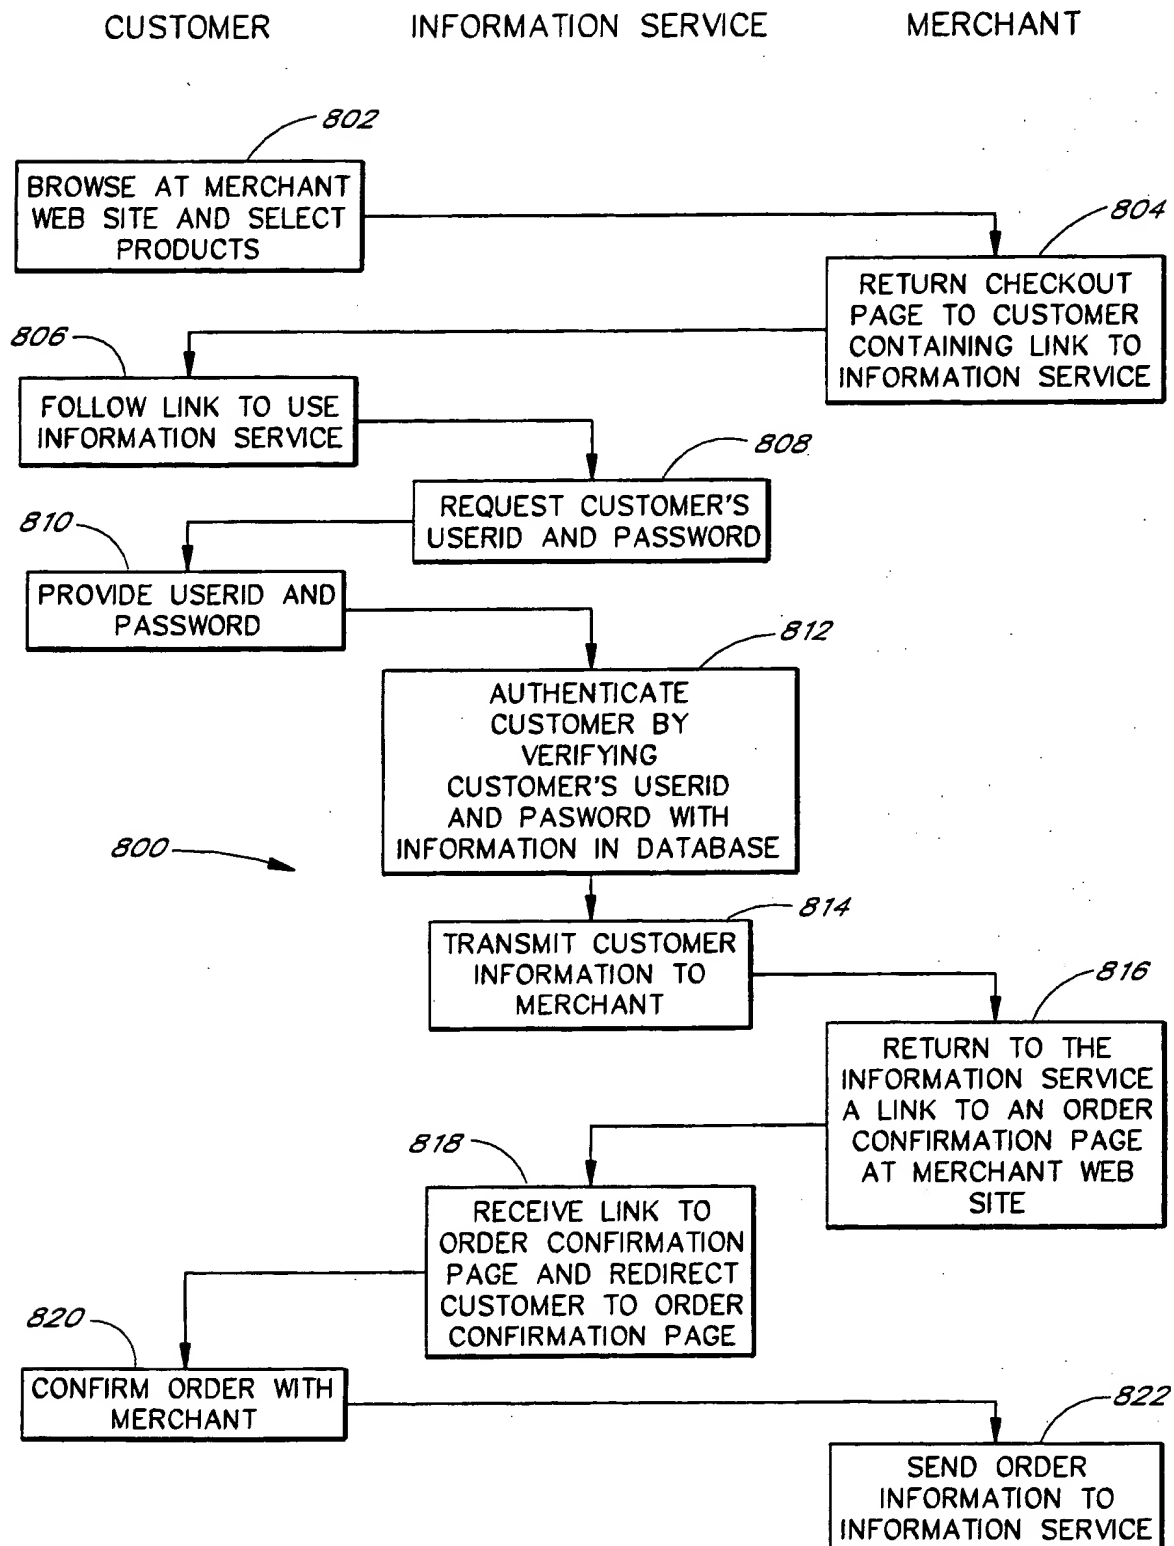 CUSTOMER INFORMATION SERVICE MERCHANT
802
BROWSE AT MERCHANT
WEB SITE AND SELECT
PRODUCTS
804
RETURN CHECKOUT
PAGE TO CUSTOMER
CONTAINING LINK TO
INFORMATION SERVICE
806
FOLLOW LINK TO USE
INFORMATION SERVICE
808
REQUEST CUSTOMER'S
USERID AND PASSWORD
810
PROVIDE USERID AND
PASSWORD
812
AUTHENTICATE
CUSTOMER BY
VERIFYING
CUSTOMER'S USERID
AND PASWORD WITH
INFORMATION IN DATABASE
800
814
TRANSMIT CUSTOMER
INFORMATION TO
MERCHANT
816
RETURN TO THE
INFORMATION SERVICE
A LINK TO AN ORDER
CONFIRMATION PAGE
AT MERCHANT WEB
SITE
818
RECEIVE LINK TO
ORDER CONFIRMATION
PAGE AND REDIRECT
CUSTOMER TO ORDER
CONFIRMATION PAGE
820
CONFIRM ORDER WITH
MERCHANT
822
SEND ORDER
INFORMATION TO
INFORMATION SERVICE